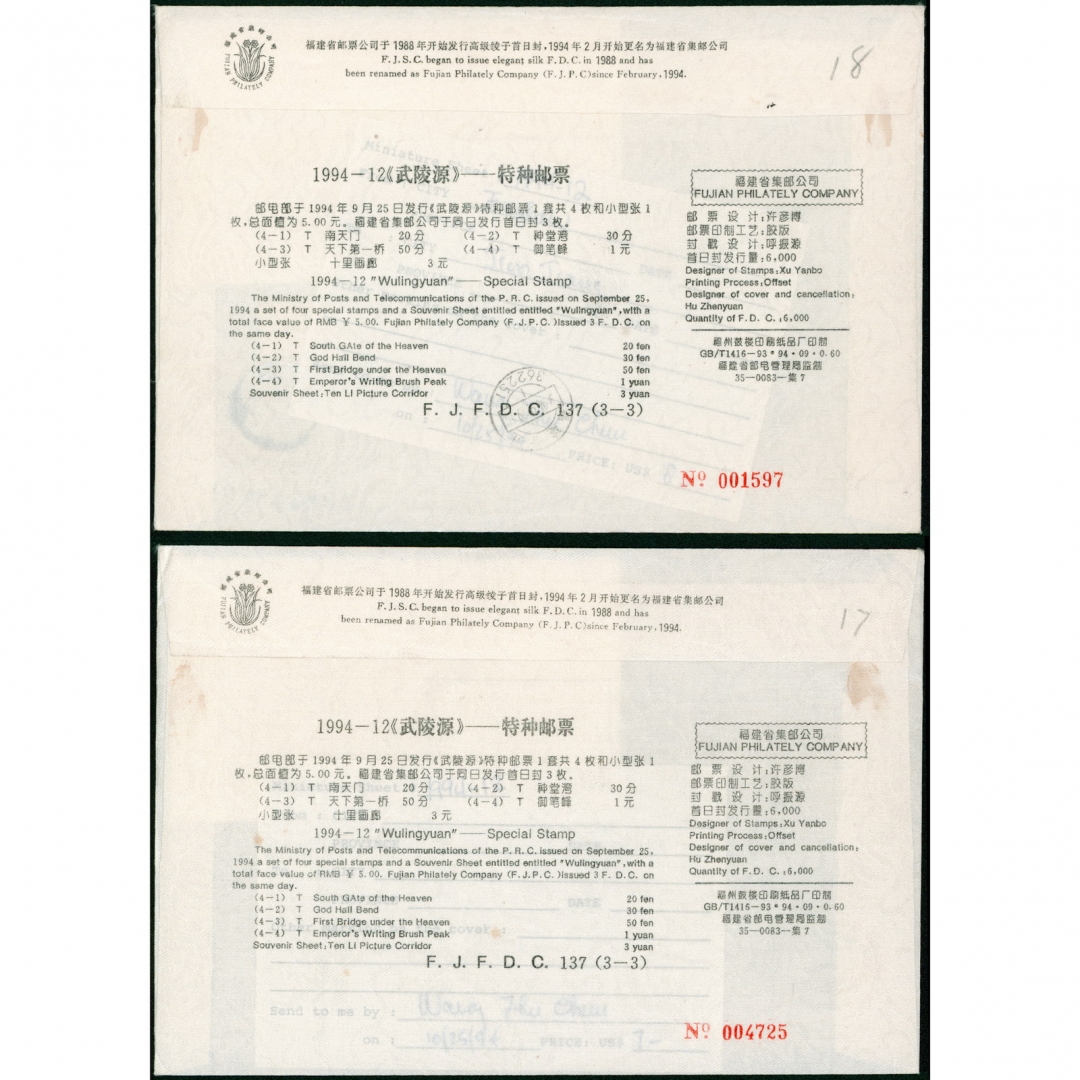 福建省集邮公司
FUJIAN PHILATELY COMPANY
福建省邮票公司于1988年开始发行高级绫子首日封,1994年2月开始更名为福建省集邮公司
F.J.S.C. began to issue elegant silk F.D.C. in 1988 and has
been renamed as Fujian Philately Company (F.J.P.C)since February,1994.
18
1994-12《武陵源》——特种邮票
邮电部于1994年9月25日发行《武陵源》特种邮票1套共4枚和小型张1
枚,总面值为5.00元。福建省集邮公司于同日发行首日封3枚。
(4-1) T 南天门 20分 (4-2) T 神堂湾 30分
(4-3) T 天下第一桥 50分 (4-4) T 御笔峰 1元
小型张 十里画廊 3元
1994-12 "Wulingyuan"——Special Stamp
The Ministry of Posts and Telecommunications of the P.R.C. issued on September 25,
1994 a set of four special stamps and a Souvenir Sheet entitled entitled "Wulingyuan",with a
total face value of RMB ¥ 5.00. Fujian Philately Company (F.J.P.C.)issued 3 F.D.C. on
the same day.
(4-1) T South GAte of the Heaven 20 fen
(4-2) T God Hall Bend 30 fen
(4-3) T First Bridge under the Heaven 50 fen
(4-4) T Emperor's Writing Brush Peak 1 yuan
Souvenir Sheet:Ten LI Picture Corridor 3 yuan
F. J. F. D. C. 137 (3-3)
福建省集邮公司
FUJIAN PHILATELY COMPANY
邮票设计:许彦博
邮票印制工艺:胶版
封戳设计:呼振源
首日封发行量:6,000
Designer of Stamps:Xu Yanbo
Printing Process:Offset
Designer of cover and cancellation:
Hu Zhenyuan
Quantity of F.D.C.:6,000
福州鼓楼印刷纸品厂印制
GB/T1416-93*94·09·0.60
福建省邮电管理局监制
35-0083-集7
362251
PRICE: US$
Nº 001597
福建省集邮公司
FUJIAN PHILATELY COMPANY
福建省邮票公司于1988年开始发行高级绫子首日封,1994年2月开始更名为福建省集邮公司
F.J.S.C. began to issue elegant silk F.D.C. in 1988 and has
been renamed as Fujian Philately Company (F.J.P.C)since February,1994.
17
1994-12《武陵源》——特种邮票
邮电部于1994年9月25日发行《武陵源》特种邮票1套共4枚和小型张1
枚,总面值为5.00元。福建省集邮公司于同日发行首日封3枚。
(4-1) T 南天门 20分 (4-2) T 神堂湾 30分
(4-3) T 天下第一桥 50分 (4-4) T 御笔峰 1元
小型张 十里画廊 3元
1994-12 "Wulingyuan"——Special Stamp
The Ministry of Posts and Telecommunications of the P.R.C. issued on September 25,
1994 a set of four special stamps and a Souvenir Sheet entitled entitled "Wulingyuan",with a
total face value of RMB ¥ 5.00. Fujian Philately Company (F.J.P.C.)issued 3 F.D.C. on
the same day.
(4-1) T South GAte of the Heaven 20 fen
(4-2) T God Hall Bend 30 fen
(4-3) T First Bridge under the Heaven 50 fen
(4-4) T Emperor's Writing Brush Peak 1 yuan
Souvenir Sheet:Ten LI Picture Corridor 3 yuan
F. J. F. D. C. 137 (3-3)
福建省集邮公司
FUJIAN PHILATELY COMPANY
邮票设计:许彦博
邮票印制工艺:胶版
封戳设计:呼振源
首日封发行量:6,000
Designer of Stamps:Xu Yanbo
Printing Process:Offset
Designer of cover and cancellation:
Hu Zhenyuan
Quantity of F.D.C.:6,000
福州鼓楼印刷纸品厂印制
GB/T1416-93*94·09·0.60
福建省邮电管理局监制
35-0083-集7
DATE
cover :
Send to me by :
on : 10/25/94 PRICE: US$ 1-
Nº 004725